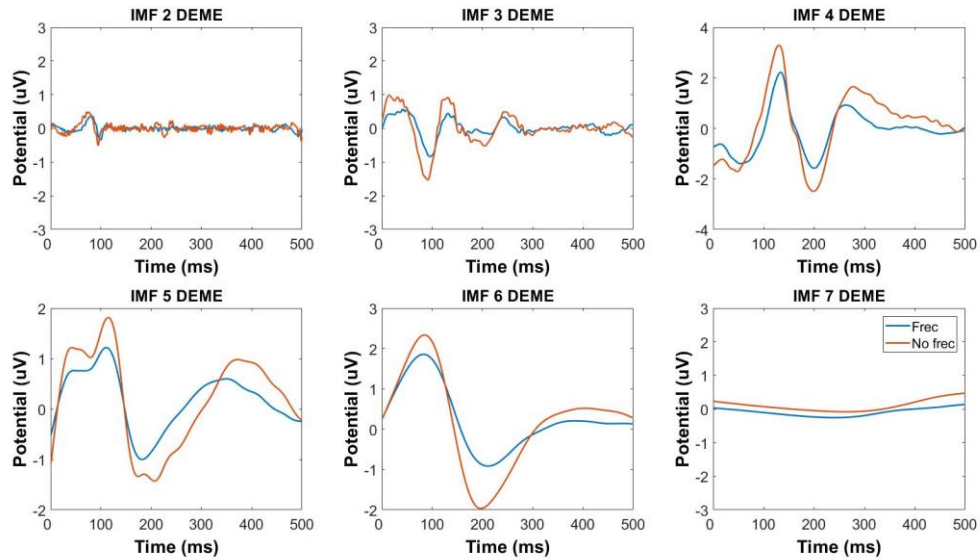 IMF 2 DEME
Potential (uV)
3
2
1
0
-1
-2
-3
0 100 200 300 400 500
Time (ms)
IMF 3 DEME
Potential (uV)
3
2
1
0
-1
-2
-3
0 100 200 300 400 500
Time (ms)
IMF 4 DEME
Potential (uV)
4
2
0
-2
-4
0 100 200 300 400 500
Time (ms)
IMF 5 DEME
Potential (uV)
2
1
0
-1
-2
0 100 200 300 400 500
Time (ms)
IMF 6 DEME
Potential (uV)
3
2
1
0
-1
-2
0 100 200 300 400 500
Time (ms)
IMF 7 DEME
Potential (uV)
3
2
1
0
-1
-2
-3
Frec
No frec
0 100 200 300 400 500
Time (ms)